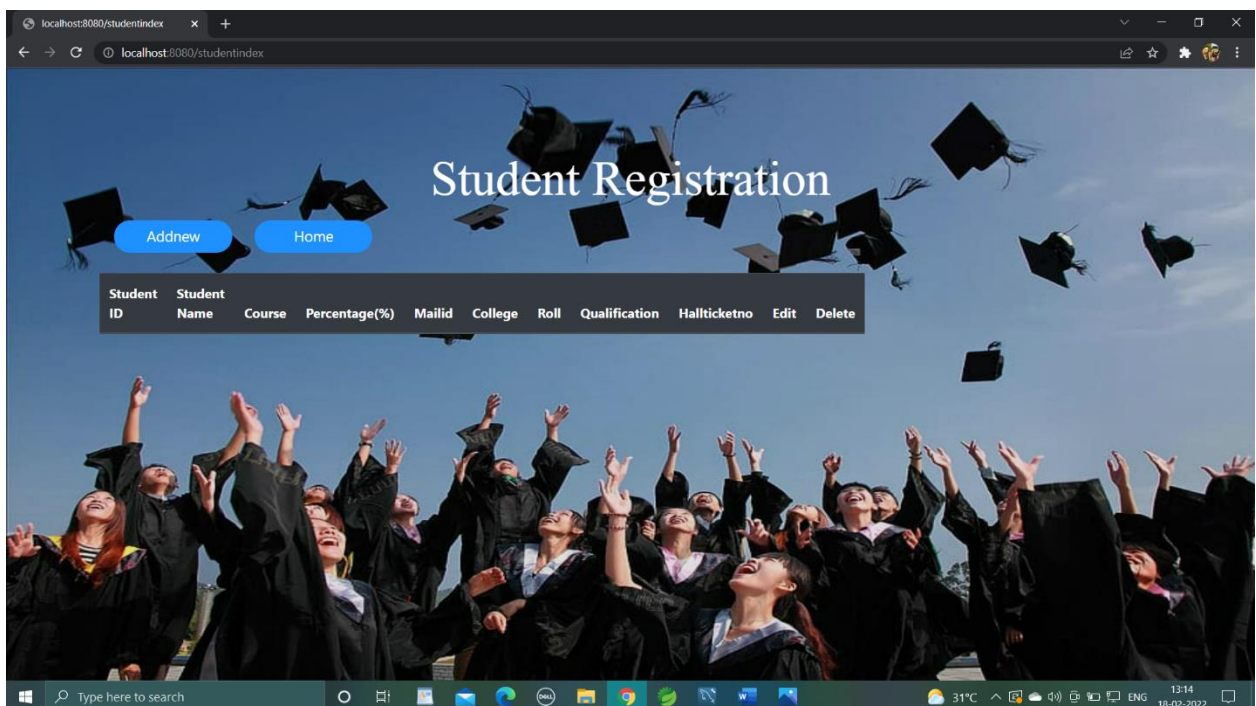 localhost:8080/studentindex
localhost:8080/studentindex
Student Registration
Addnew Home
Student ID Student Name Course Percentage(%) Mailid College Roll Qualification Hallticketno Edit Delete
Type here to search
DELL
W
31°C
ENG
13:14
18-02-2022